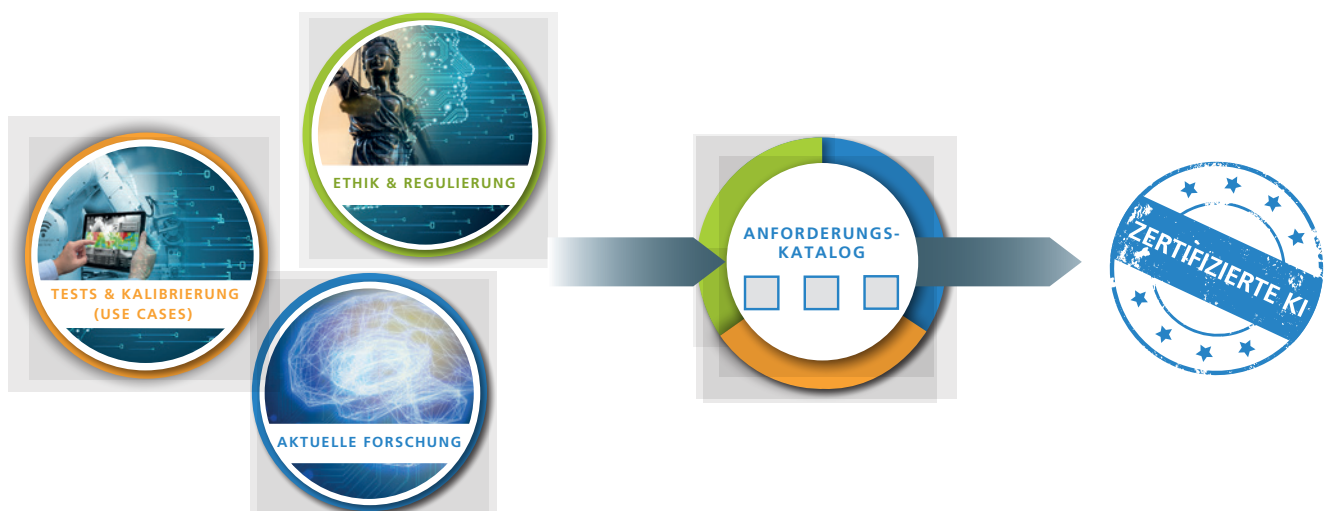 ETHIK & REGULIERUNG
TESTS & KALIBRIERUNG
(USE CASES)
AKTUELLE FORSCHUNG
ANFORDERUNGS-
KATALOG
ZERTIFIZIERTE KI